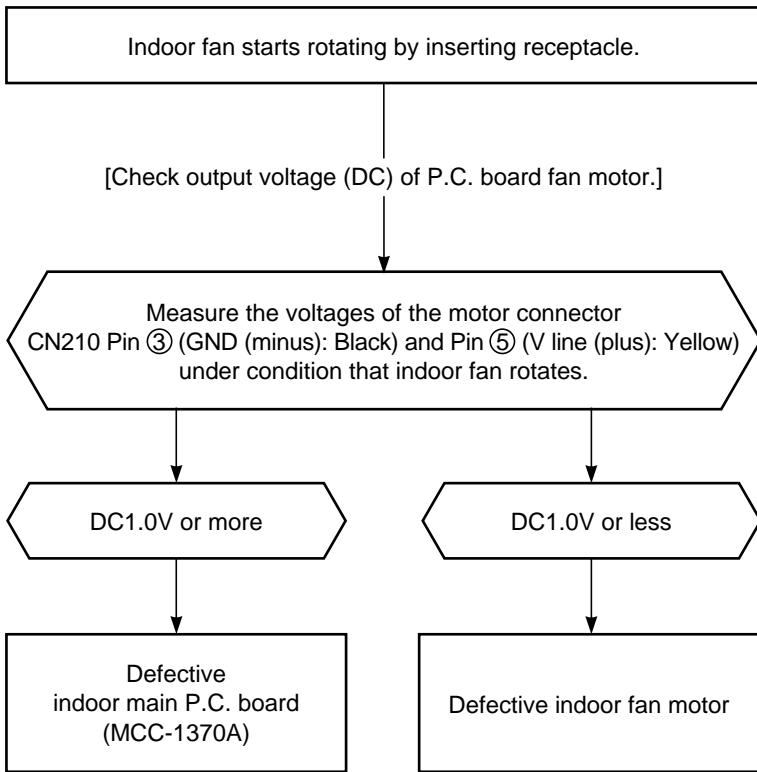 Indoor fan starts rotating by inserting receptacle.
[Check output voltage (DC) of P.C. board fan motor.]
Measure the voltages of the motor connector
CN210 Pin ③ (GND (minus): Black) and Pin ⑤ (V line (plus): Yellow)
under condition that indoor fan rotates.
DC1.0V or more
DC1.0V or less
Defective
indoor main P.C. board
(MCC-1370A)
Defective indoor fan motor